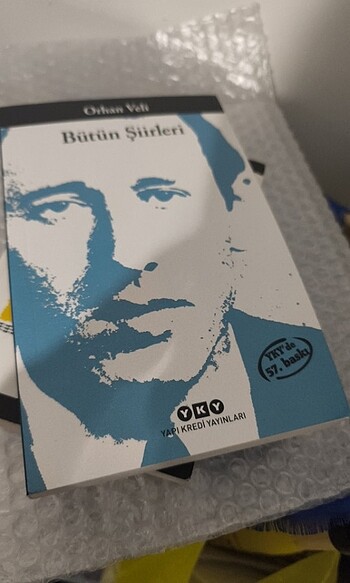 Orhan Veli
Bütün Şiirleri
YKY'de
57. baskı
YKY
YAPI KREDİ YAYINLARI